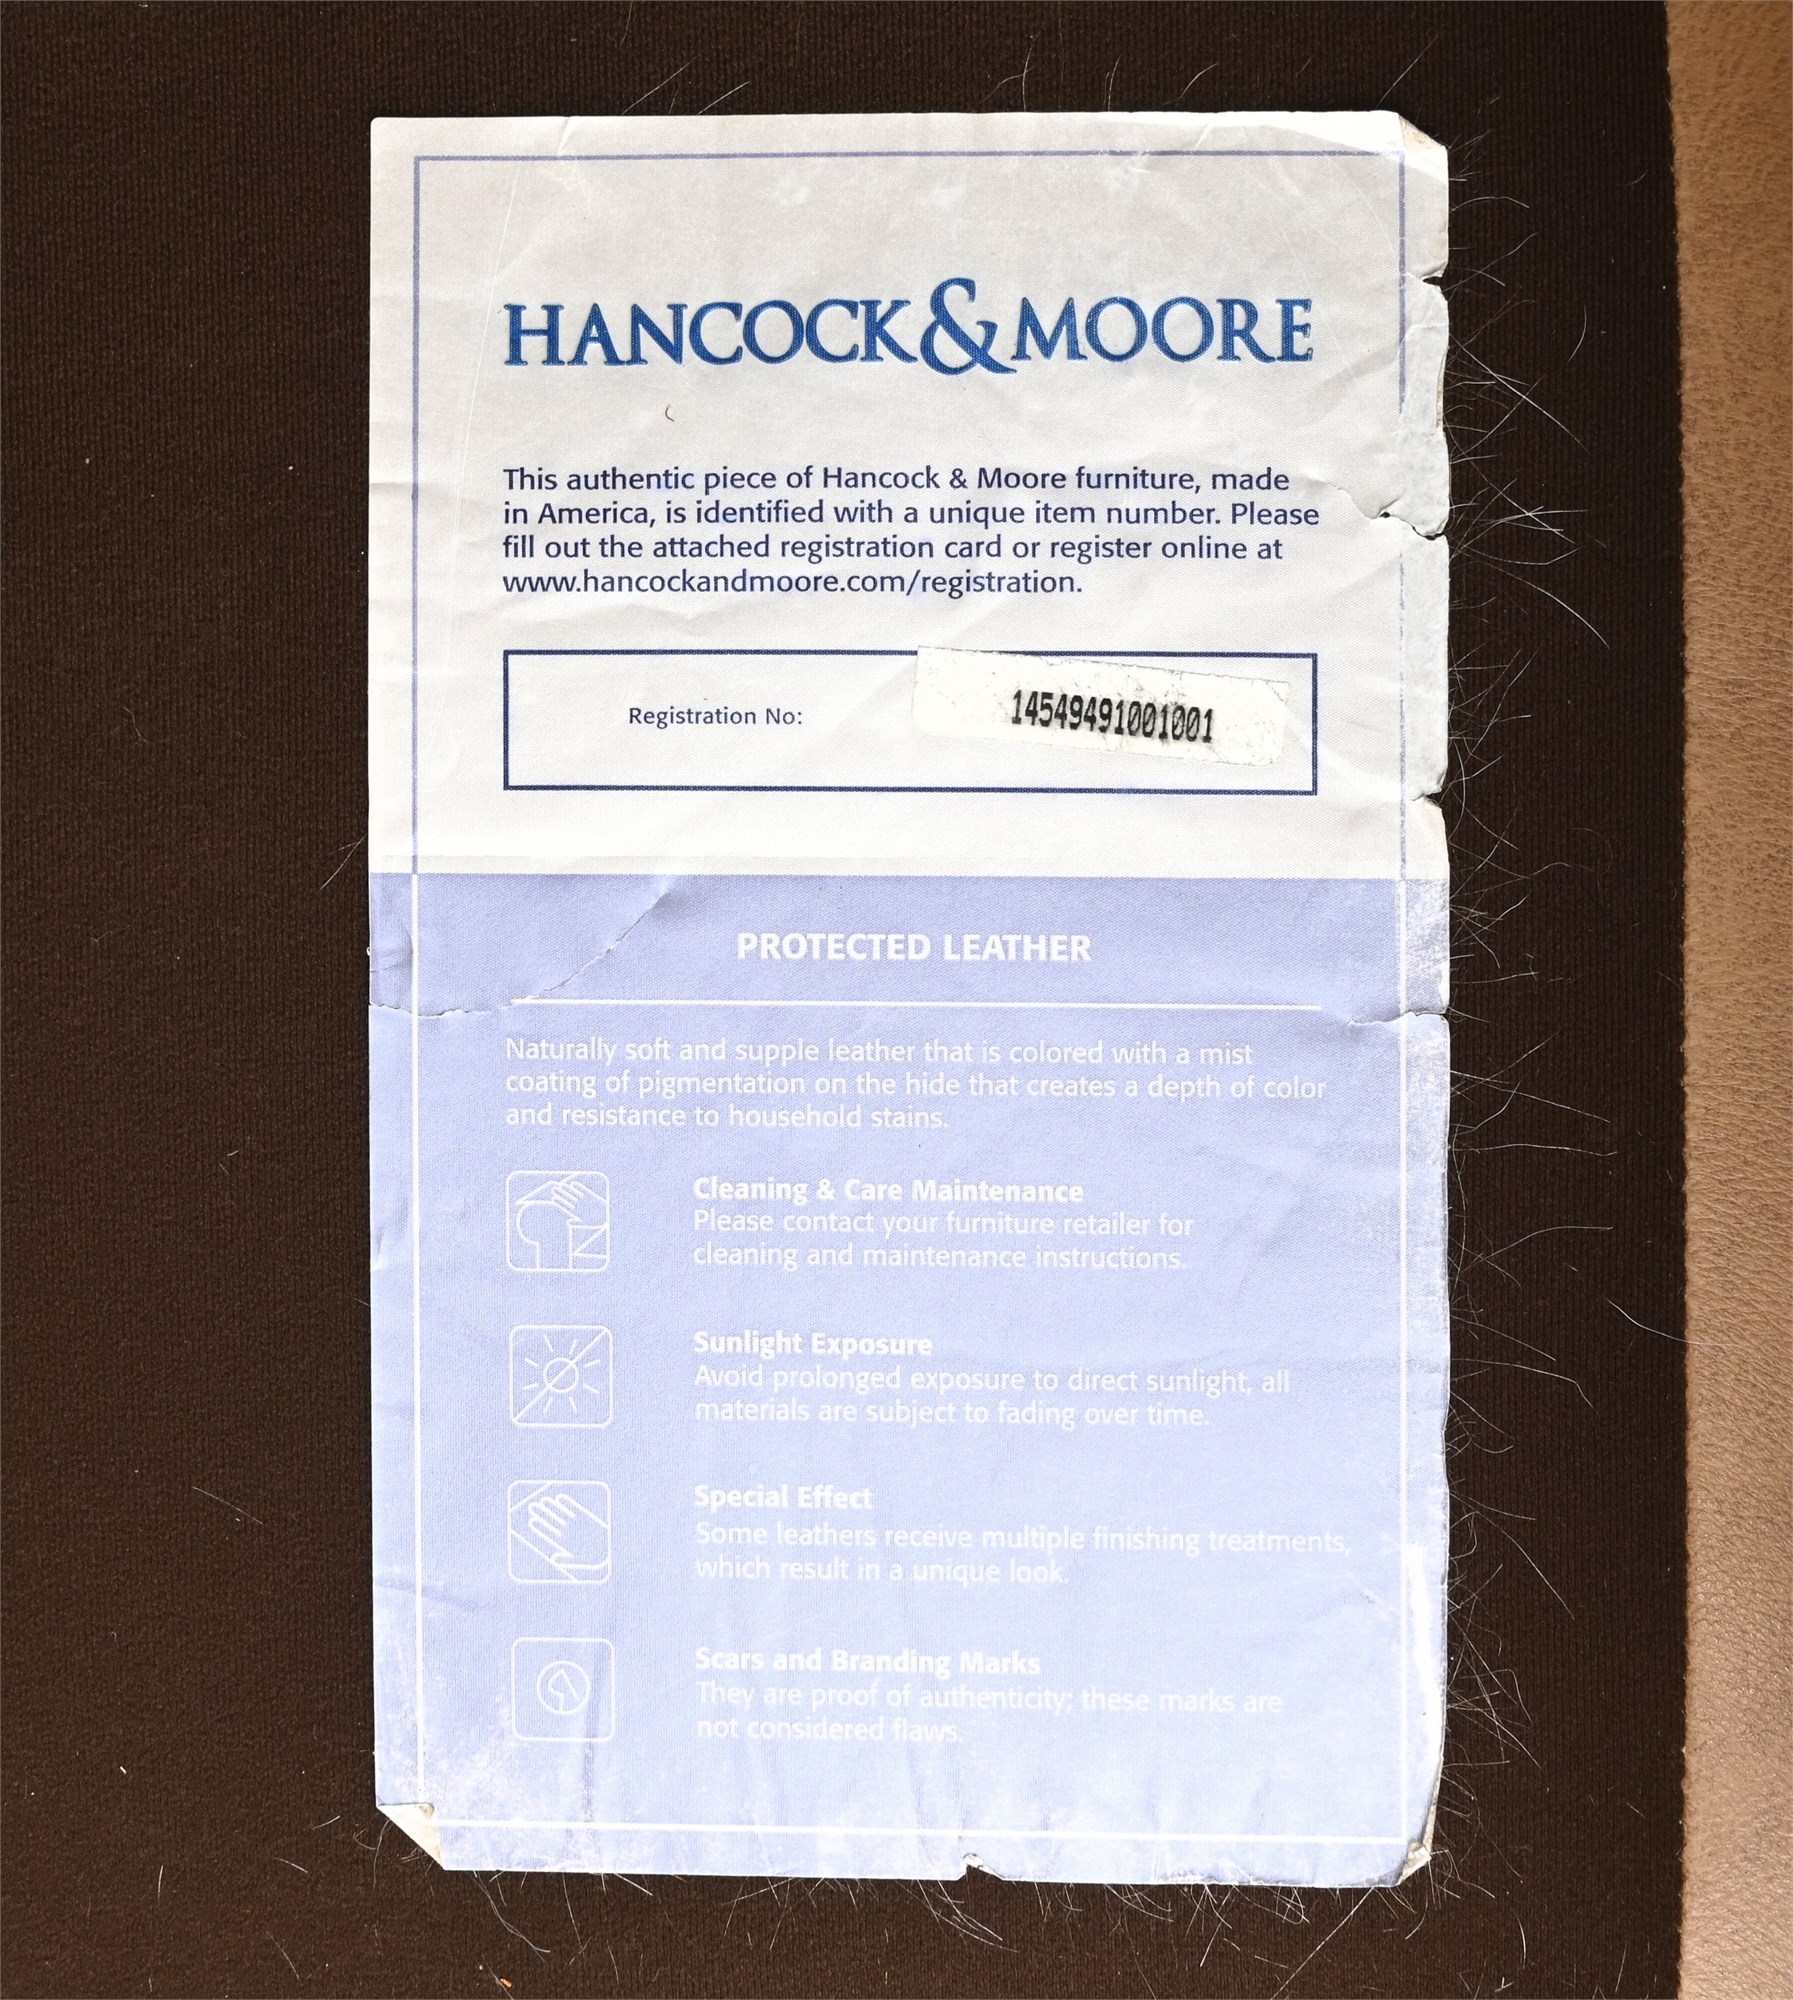 HANCOCK & MOORE
This authentic piece of Hancock & Moore furniture, made
in America, is identified with a unique item number. Please
fill out the attached registration card or register online at
www.hancockandmoore.com/registration.
Registration No: 14549491001001
PROTECTED LEATHER
Naturally soft and supple leather that is colored with a mist
coating of pigmentation on the hide that creates a depth of color
and resistance to household stains.
Cleaning & Care Maintenance
Please contact your furniture retailer for
cleaning and maintenance instructions.
Sunlight Exposure
Avoid prolonged exposure to direct sunlight, all
materials are subject to fading over time.
Special Effect
Some leathers receive multiple finishing treatments,
which result in a unique look.
Scars and Branding Marks
They are proof of authenticity; these marks are
not considered flaws.